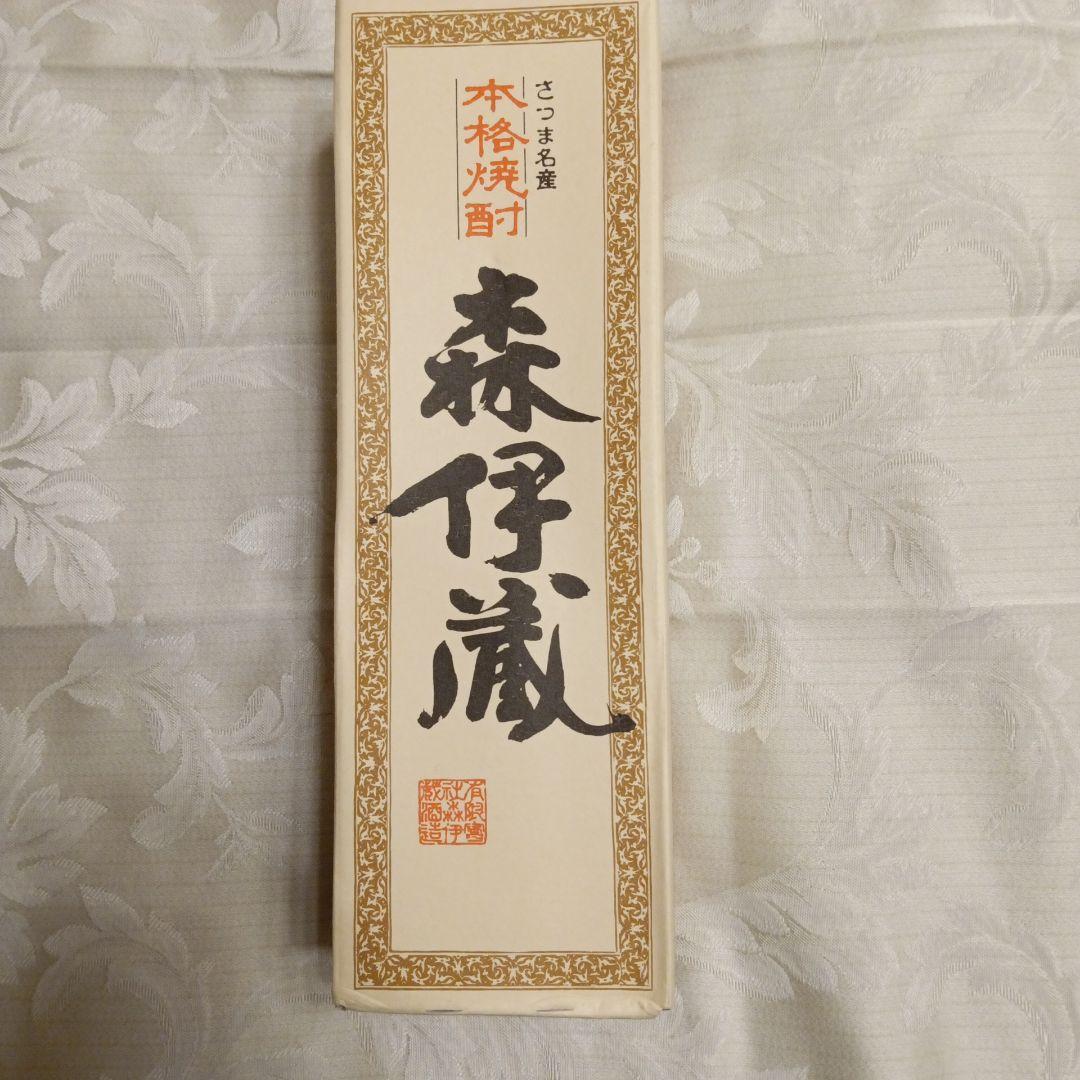 さつま名産
本格焼酎
森伊蔵
有限會
社森伊
蔵酒造